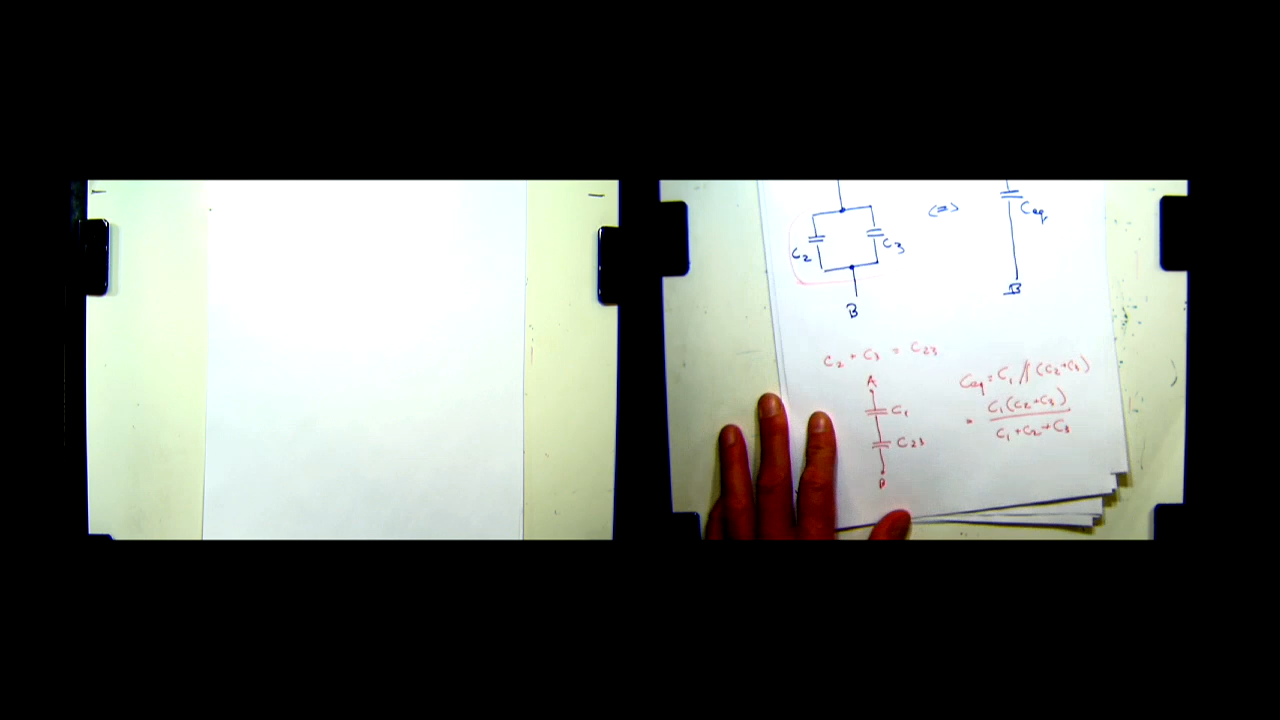 (=)
Ceq
C2
C3
B
B
C2 + C3 = C23
A
C1
C23
B
Ceq = C1 // (C2+C3)
= C1(C2+C3) / C1+C2+C3